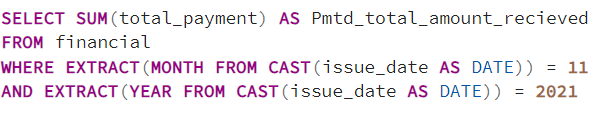 SELECT SUM(total_payment) AS Pmtd_total_amount_recieved
FROM financial
WHERE EXTRACT(MONTH FROM CAST(issue_date AS DATE)) = 11
AND EXTRACT(YEAR FROM CAST(issue_date AS DATE)) = 2021